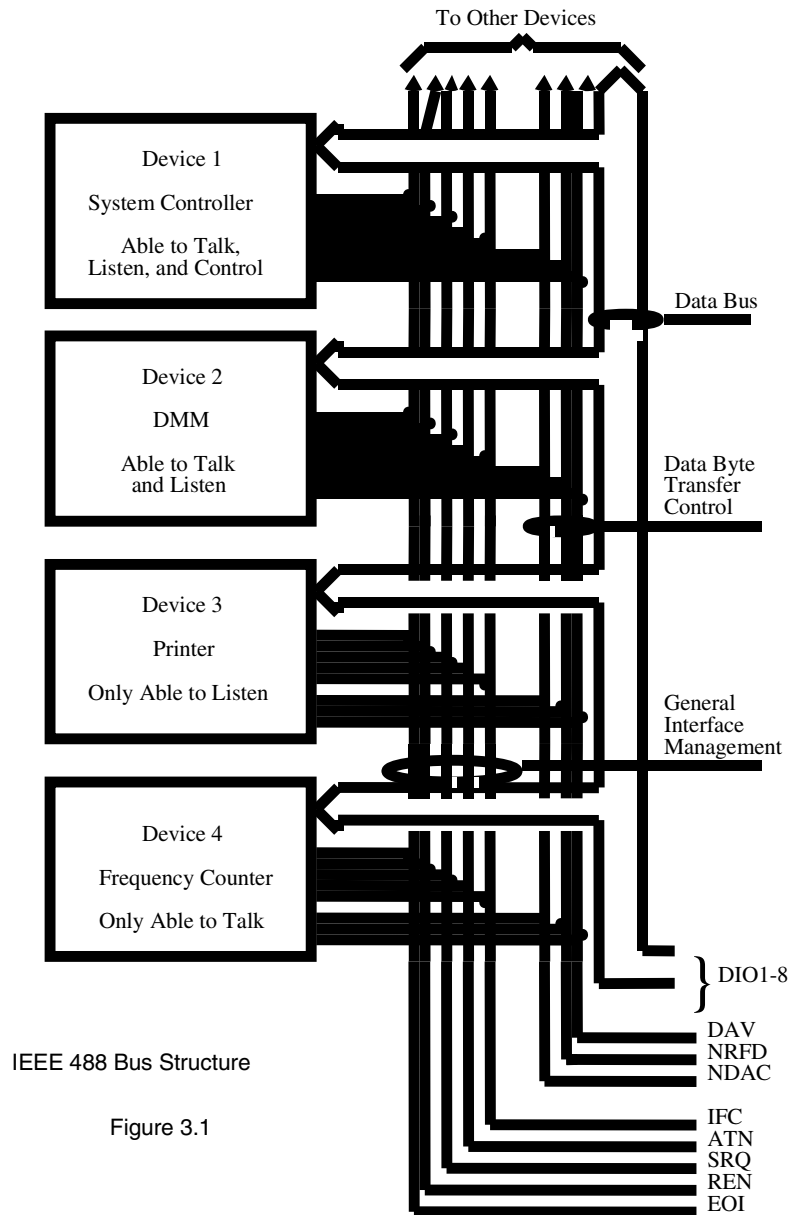 To Other Devices
Device 1
System Controller
Able to Talk,
Listen, and Control
Data Bus
Device 2
DMM
Able to Talk
and Listen
Data Byte
Transfer
Control
Device 3
Printer
Only Able to Listen
General
Interface
Management
Device 4
Frequency Counter
Only Able to Talk
} DIO1-8
DAV
NRFD
NDAC
IEEE 488 Bus Structure
Figure 3.1
IFC
ATN
SRQ
REN
EOI